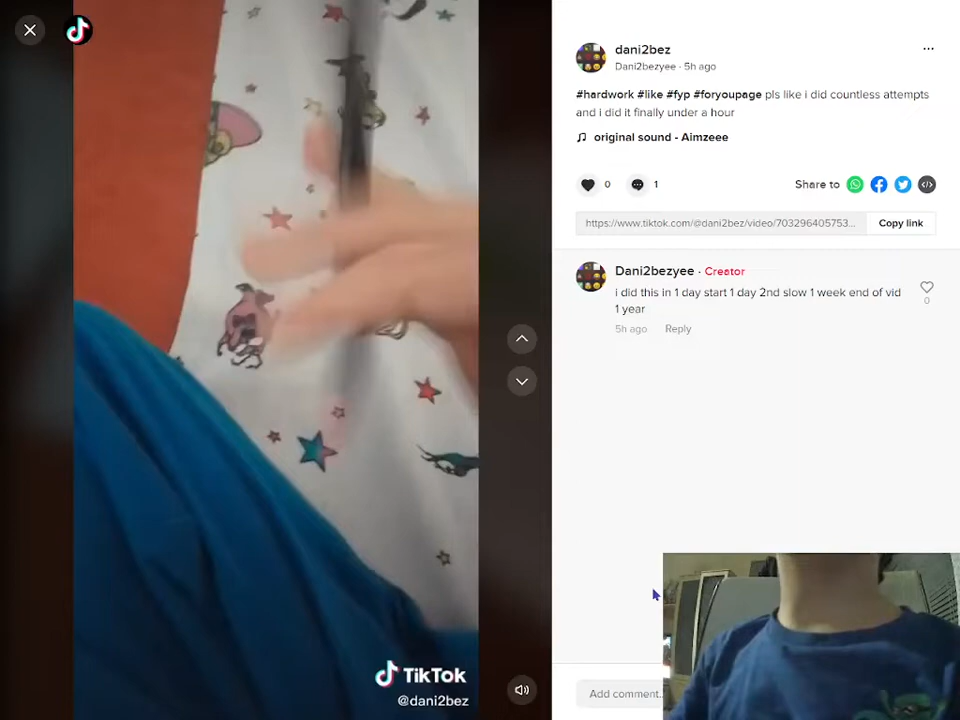 TikTok
@dani2bez
dani2bez
Dani2bezyee · 5h ago
#hardwork #like #fyp #foryoupage pls like i did countless attempts
and i did it finally under a hour
original sound - Aimzeee
0
1
Share to
https://www.tiktok.com/@dani2bez/video/703296405753...
Copy link
Dani2bezyee · Creator
i did this in 1 day start 1 day 2nd slow 1 week end of vid
1 year
0
5h ago
Reply
Add comment.